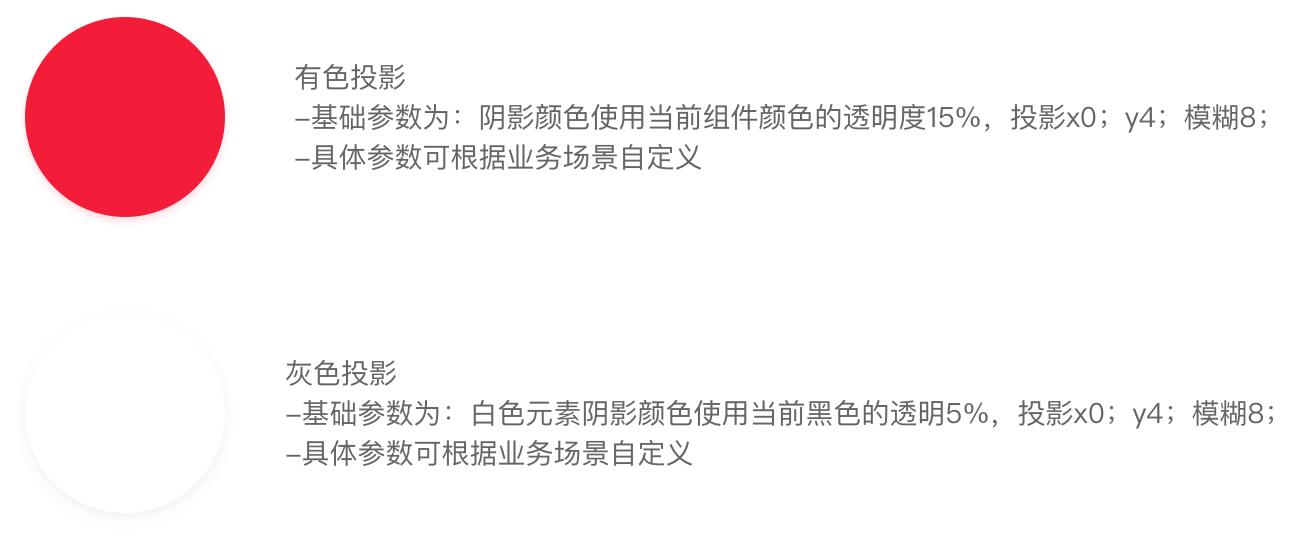 有色投影
–基础参数为：阴影颜色使用当前组件颜色的透明度15%，投影x0；y4；模糊8；
–具体参数可根据业务场景自定义
灰色投影
–基础参数为：白色元素阴影颜色使用当前黑色的透明5%，投影x0；y4；模糊8；
–具体参数可根据业务场景自定义